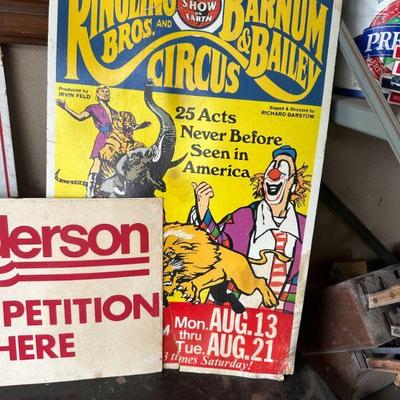 SHOW
ON
EARTH
RINGLING
BROS. AND BARNUM
& BAILEY
CIRCUS
Produced by
IRVIN FELD
Staged & Directed by
RICHARD BARSTOW
25 Acts
Never Before
Seen in
America
Mon. AUG. 13
thru
Tue. AUG. 21
3 times Saturday!
derson
PETITION
HERE
PRE